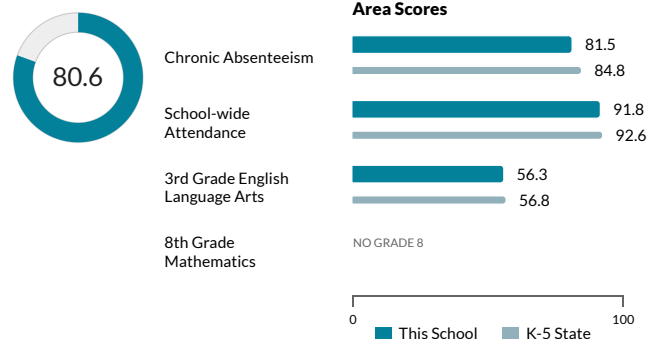 Area Scores
80.6
Chronic Absenteeism
81.5
84.8
School-wide
Attendance
91.8
92.6
3rd Grade English
Language Arts
56.3
56.8
8th Grade
Mathematics
NO GRADE 8
0
100
This School
K-5 State